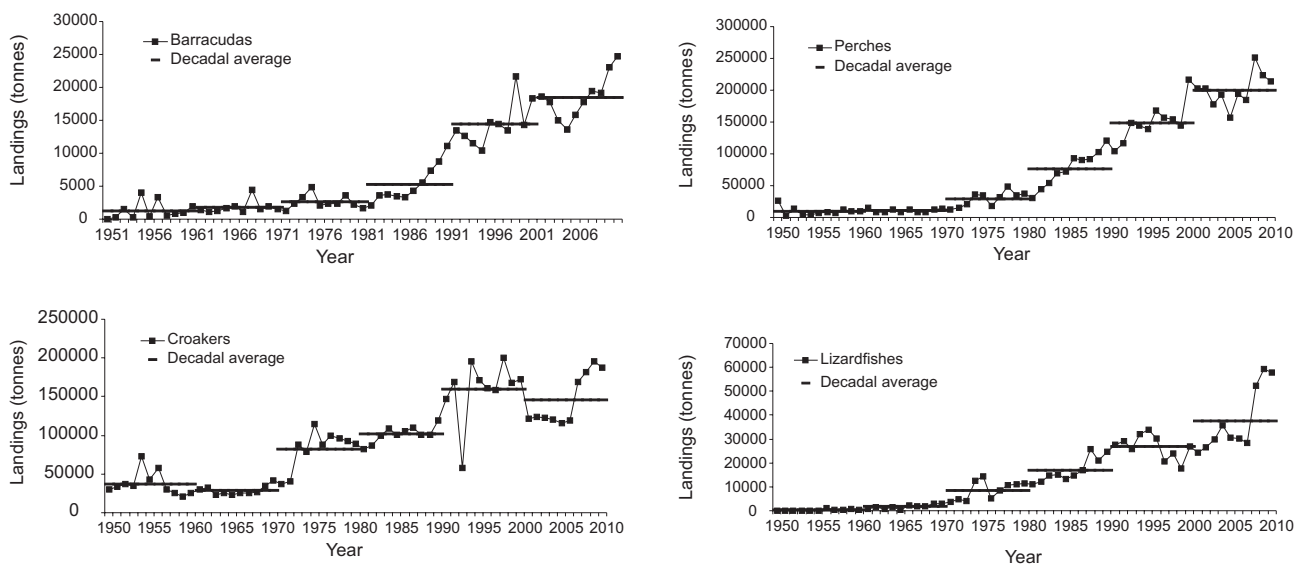 30000
25000
20000
15000
10000
5000
0
Landings (tonnes)
Barracudas
Decadal average
1951 1956 1961 1966 1971 1976 1981 1986 1991 1996 2001 2006
Year
300000
250000
200000
150000
100000
50000
0
Landings (tonnes)
Perches
Decadal average
1950 1955 1960 1965 1970 1975 1980 1985 1990 1995 2000 2005 2010
Year
250000
200000
150000
100000
50000
0
Landings (tonnes)
Croakers
Decadal average
1950 1955 1960 1965 1970 1975 1980 1985 1990 1995 2000 2005 2010
Year
70000
60000
50000
40000
30000
20000
10000
0
Landings (tonnes)
Lizardfishes
Decadal average
1950 1955 1960 1965 1970 1975 1980 1985 1990 1995 2000 2005 2010
Year